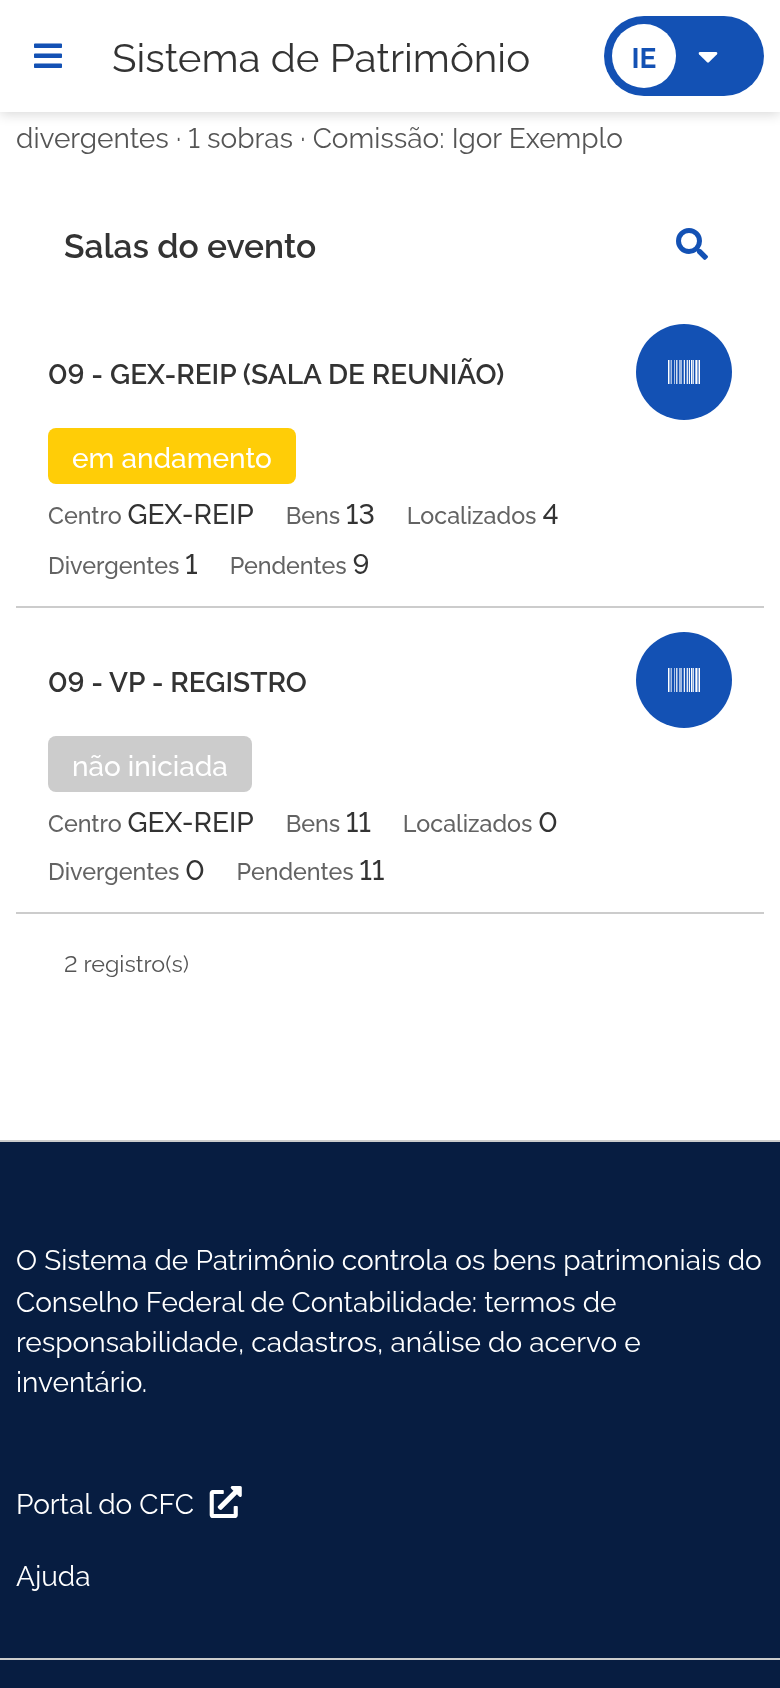 Sistema de Patrimônio
IE
divergentes · 1 sobras · Comissão: Igor Exemplo
Salas do evento
09 - GEX-REIP (SALA DE REUNIÃO)
em andamento
Centro GEX-REIP Bens 13 Localizados 4
Divergentes 1 Pendentes 9
09 - VP - REGISTRO
não iniciada
Centro GEX-REIP Bens 11 Localizados 0
Divergentes 0 Pendentes 11
2 registro(s)
O Sistema de Patrimônio controla os bens patrimoniais do
Conselho Federal de Contabilidade: termos de
responsabilidade, cadastros, análise do acervo e
inventário.
Portal do CFC
Ajuda